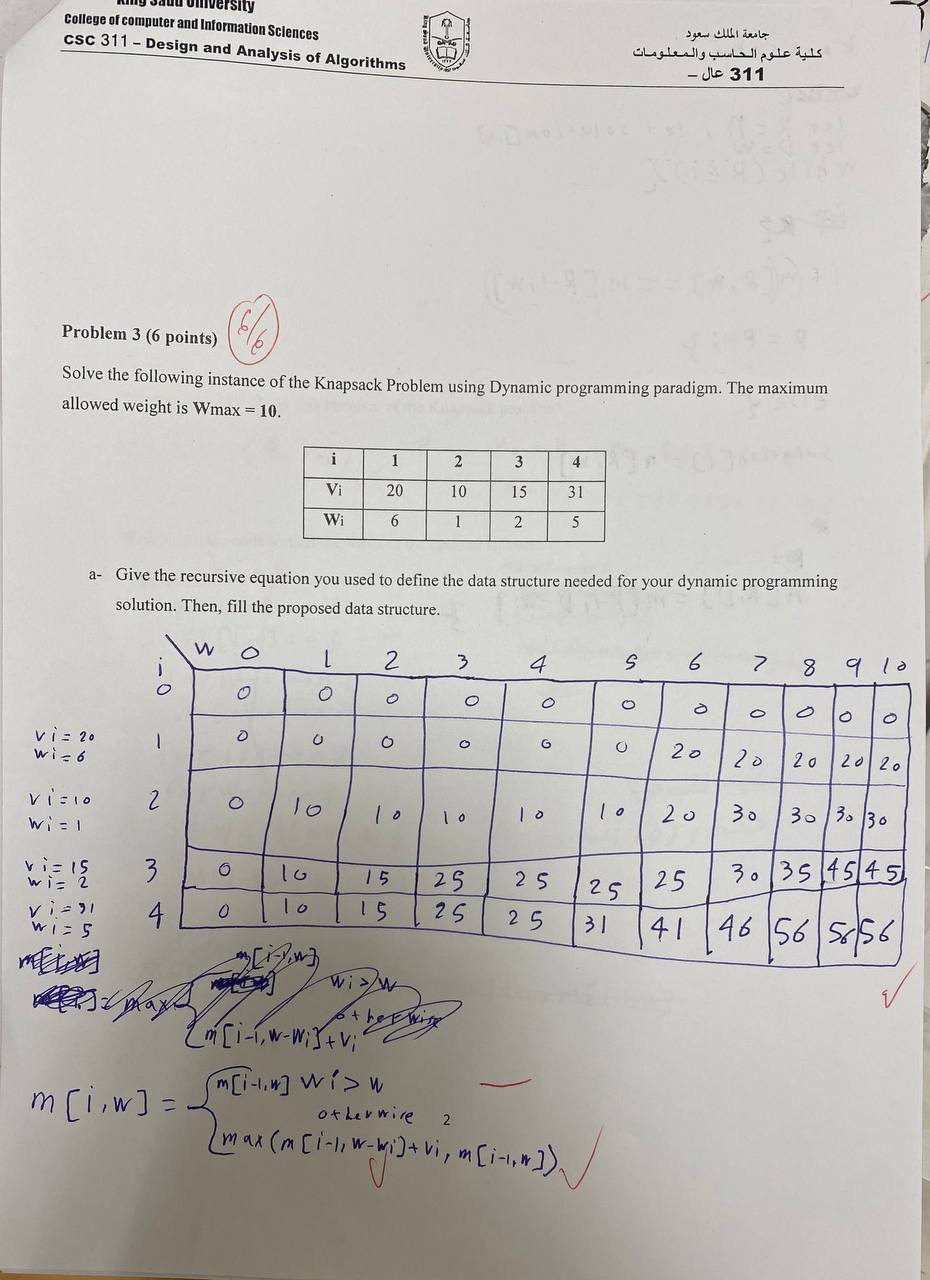 King Saud University
College of computer and Information Sciences
CSC 311 – Design and Analysis of Algorithms
جامعة الملك سعود
كلية علوم الحاسب والمعلومات
311 عال –
Problem 3 (6 points)
6/6
Solve the following instance of the Knapsack Problem using Dynamic programming paradigm. The maximum
allowed weight is Wmax = 10.
i 1 2 3 4
Vi 20 10 15 31
Wi 6 1 2 5
a- Give the recursive equation you used to define the data structure needed for your dynamic programming
solution. Then, fill the proposed data structure.
i w 0 1 2 3 4 5 6 7 8 9 10
0 0 0 0 0 0 0 0 0 0 0 0
vi=20 wi=6 1 0 0 0 0 0 0 20 20 20 20 20
vi=10 wi=1 2 0 10 10 10 10 10 20 30 30 30 30
vi=15 wi=2 3 0 10 15 25 25 25 25 30 35 45 45
vi=31 wi=5 4 0 10 15 25 25 31 41 46 56 56 56
m[i-1,w]
wi>w
= max
otherwise
m[i-1,w-wi]+vi
m[i,w] = { m[i-1,w] wi>w
otherwise 2
max(m[i-1,w-wi]+vi, m[i-1,w])